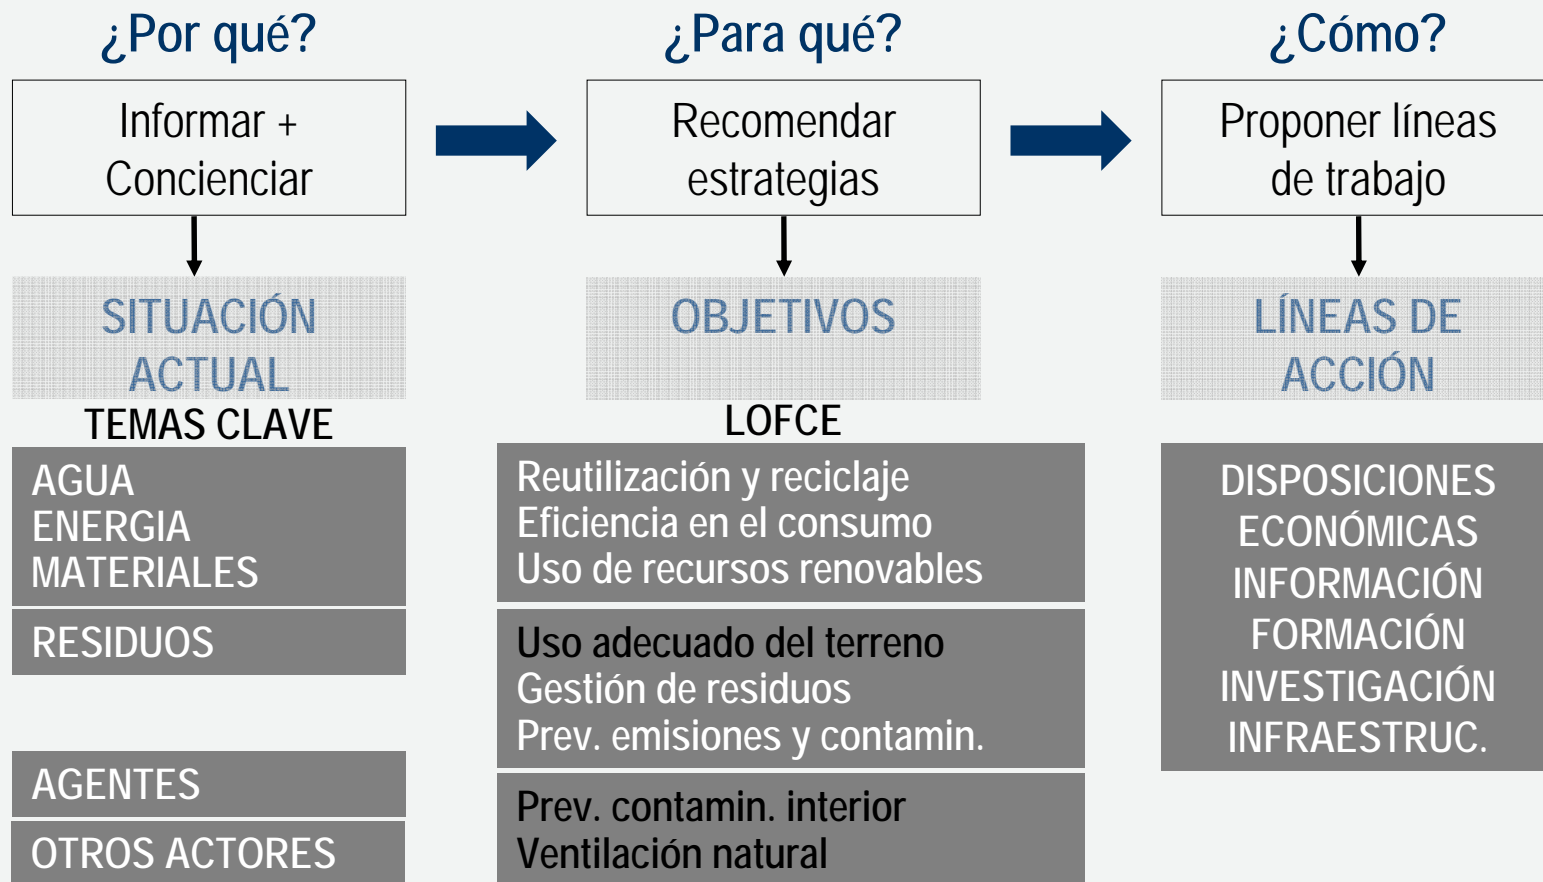 ¿Por qué?
Informar +
Concienciar
SITUACIÓN
ACTUAL
TEMAS CLAVE
AGUA
ENERGIA
MATERIALES
RESIDUOS
AGENTES
OTROS ACTORES
¿Para qué?
Recomendar
estrategias
OBJETIVOS
LOFCE
Reutilización y reciclaje
Eficiencia en el consumo
Uso de recursos renovables
Uso adecuado del terreno
Gestión de residuos
Prev. emisiones y contamin.
Prev. contamin. interior
Ventilación natural
¿Cómo?
Proponer líneas
de trabajo
LÍNEAS DE
ACCIÓN
DISPOSICIONES
ECONÓMICAS
INFORMACIÓN
FORMACIÓN
INVESTIGACIÓN
INFRAESTRUC.